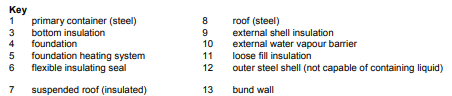 Key
1 primary container (steel) 8 roof (steel)
3 bottom insulation 9 external shell insulation
4 foundation 10 external water vapour barrier
5 foundation heating system 11 loose fill insulation
6 flexible insulating seal 12 outer steel shell (not capable of containing liquid)
7 suspended roof (insulated) 13 bund wall